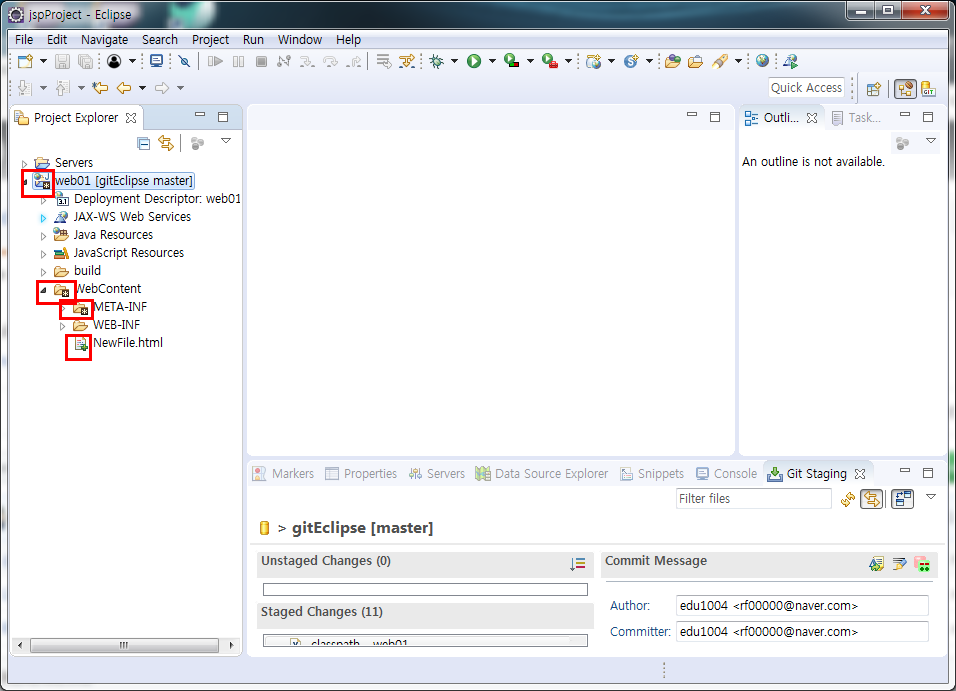 jspProject - Eclipse
File Edit Navigate Search Project Run Window Help
Quick Access
Project Explorer
Outli...
Task...
Servers
web01 [gitEclipse master]
Deployment Descriptor: web01
JAX-WS Web Services
Java Resources
JavaScript Resources
build
WebContent
META-INF
WEB-INF
NewFile.html
An outline is not available.
Markers Properties Servers Data Source Explorer Snippets Console Git Staging
Filter files
> gitEclipse [master]
Unstaged Changes (0)
Staged Changes (11)
Commit Message
Author: edu1004 <rf00000@naver.com>
Committer: edu1004 <rf00000@naver.com>